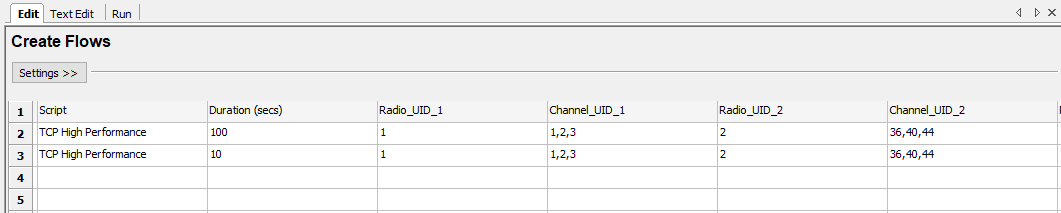 Edit Text Edit Run
Create Flows
Settings >>
1 Script Duration (secs) Radio_UID_1 Channel_UID_1 Radio_UID_2 Channel_UID_2
2 TCP High Performance 100 1 1,2,3 2 36,40,44
3 TCP High Performance 10 1 1,2,3 2 36,40,44
4
5